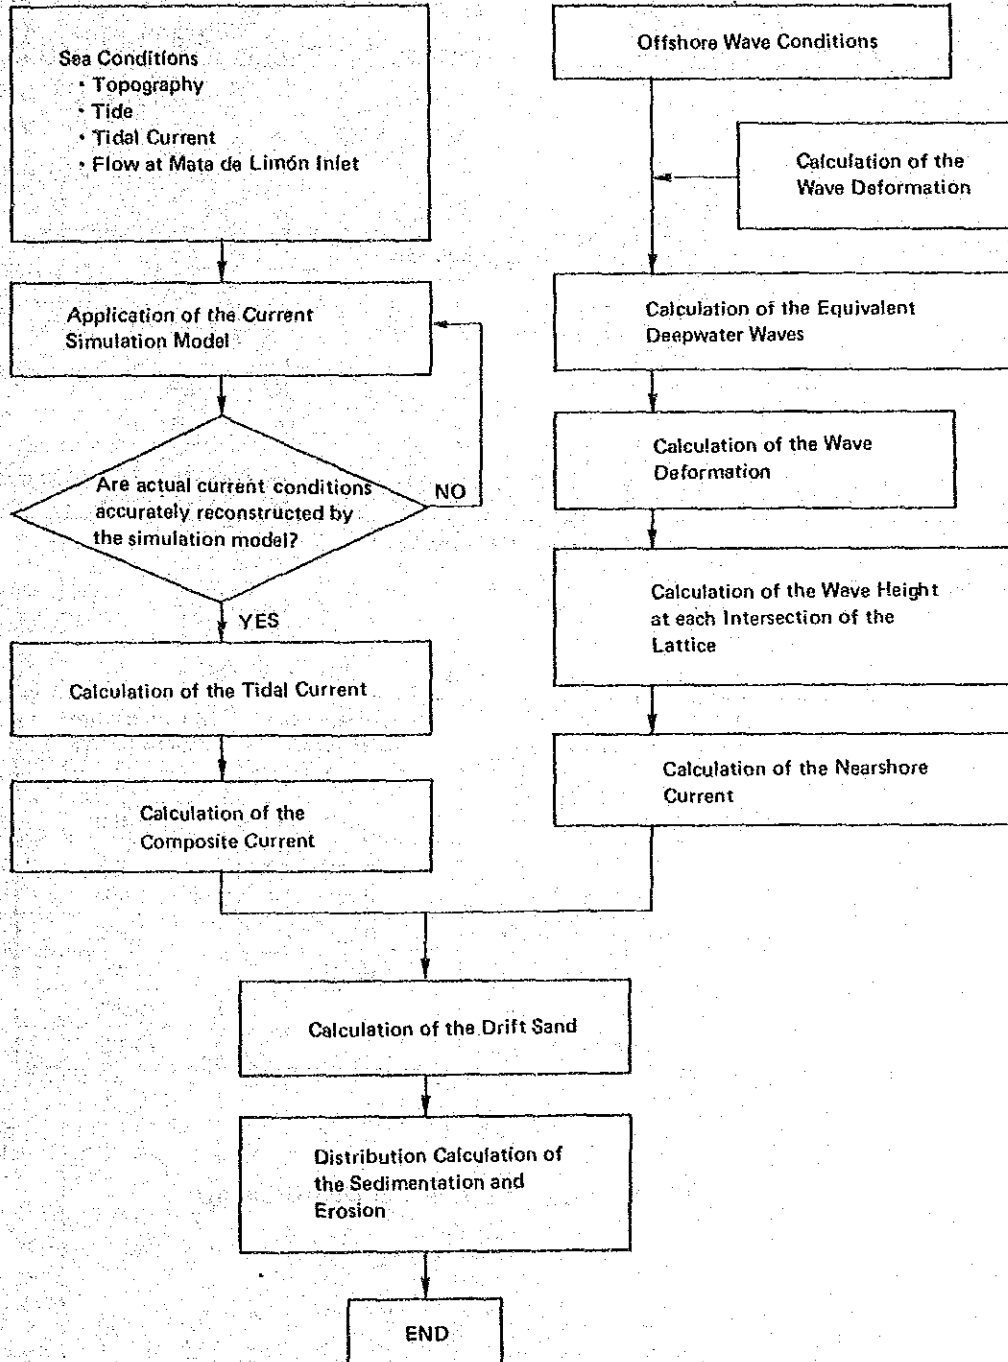 Sea Conditions
• Topography
• Tide
• Tidal Current
• Flow at Mata de Limón Inlet
Application of the Current
Simulation Model
Are actual current conditions
accurately reconstructed by
the simulation model?
NO
YES
Calculation of the Tidal Current
Calculation of the
Composite Current
Offshore Wave Conditions
Calculation of the
Wave Deformation
Calculation of the Equivalent
Deepwater Waves
Calculation of the Wave
Deformation
Calculation of the Wave Height
at each Intersection of the
Lattice
Calculation of the Nearshore
Current
Calculation of the Drift Sand
Distribution Calculation of
the Sedimentation and
Erosion
END